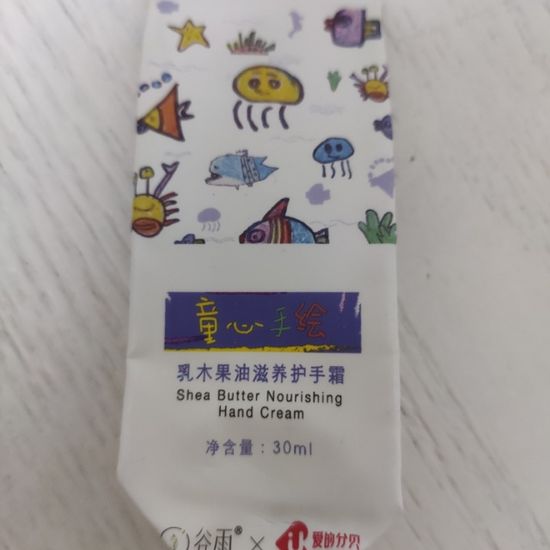 童心手绘
乳木果油滋养护手霜
Shea Butter Nourishing
Hand Cream
净含量：30ml
谷雨® × 爱的分贝